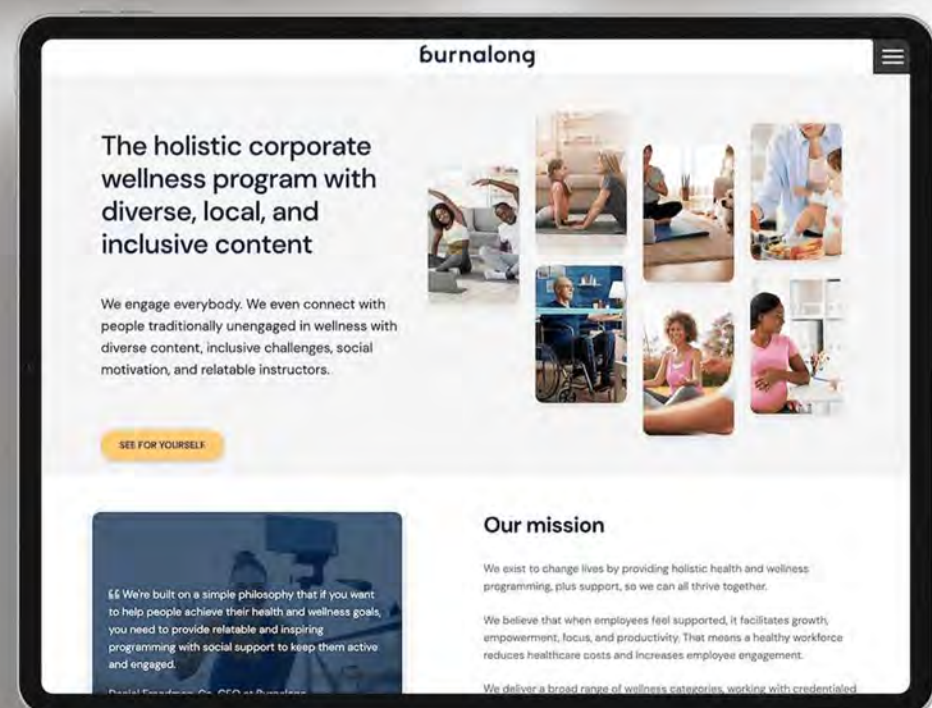 burnalong
The holistic corporate
wellness program with
diverse, local, and
inclusive content
We engage everybody. We even connect with
people traditionally unengaged in wellness with
diverse content, inclusive challenges, social
motivation, and relatable instructors.
SEE FOR YOURSELF
“ We're built on a simple philosophy that if you want
to help people achieve their health and wellness goals,
you need to provide relatable and inspiring
programming with social support to keep them active
and engaged.
Our mission
We exist to change lives by providing holistic health and wellness
programming, plus support, so we can all thrive together.
We believe that when employees feel supported, it facilitates growth,
empowerment, focus, and productivity. That means a healthy workforce
reduces healthcare costs and increases employee engagement.
We deliver a broad range of wellness categories, working with credentialed